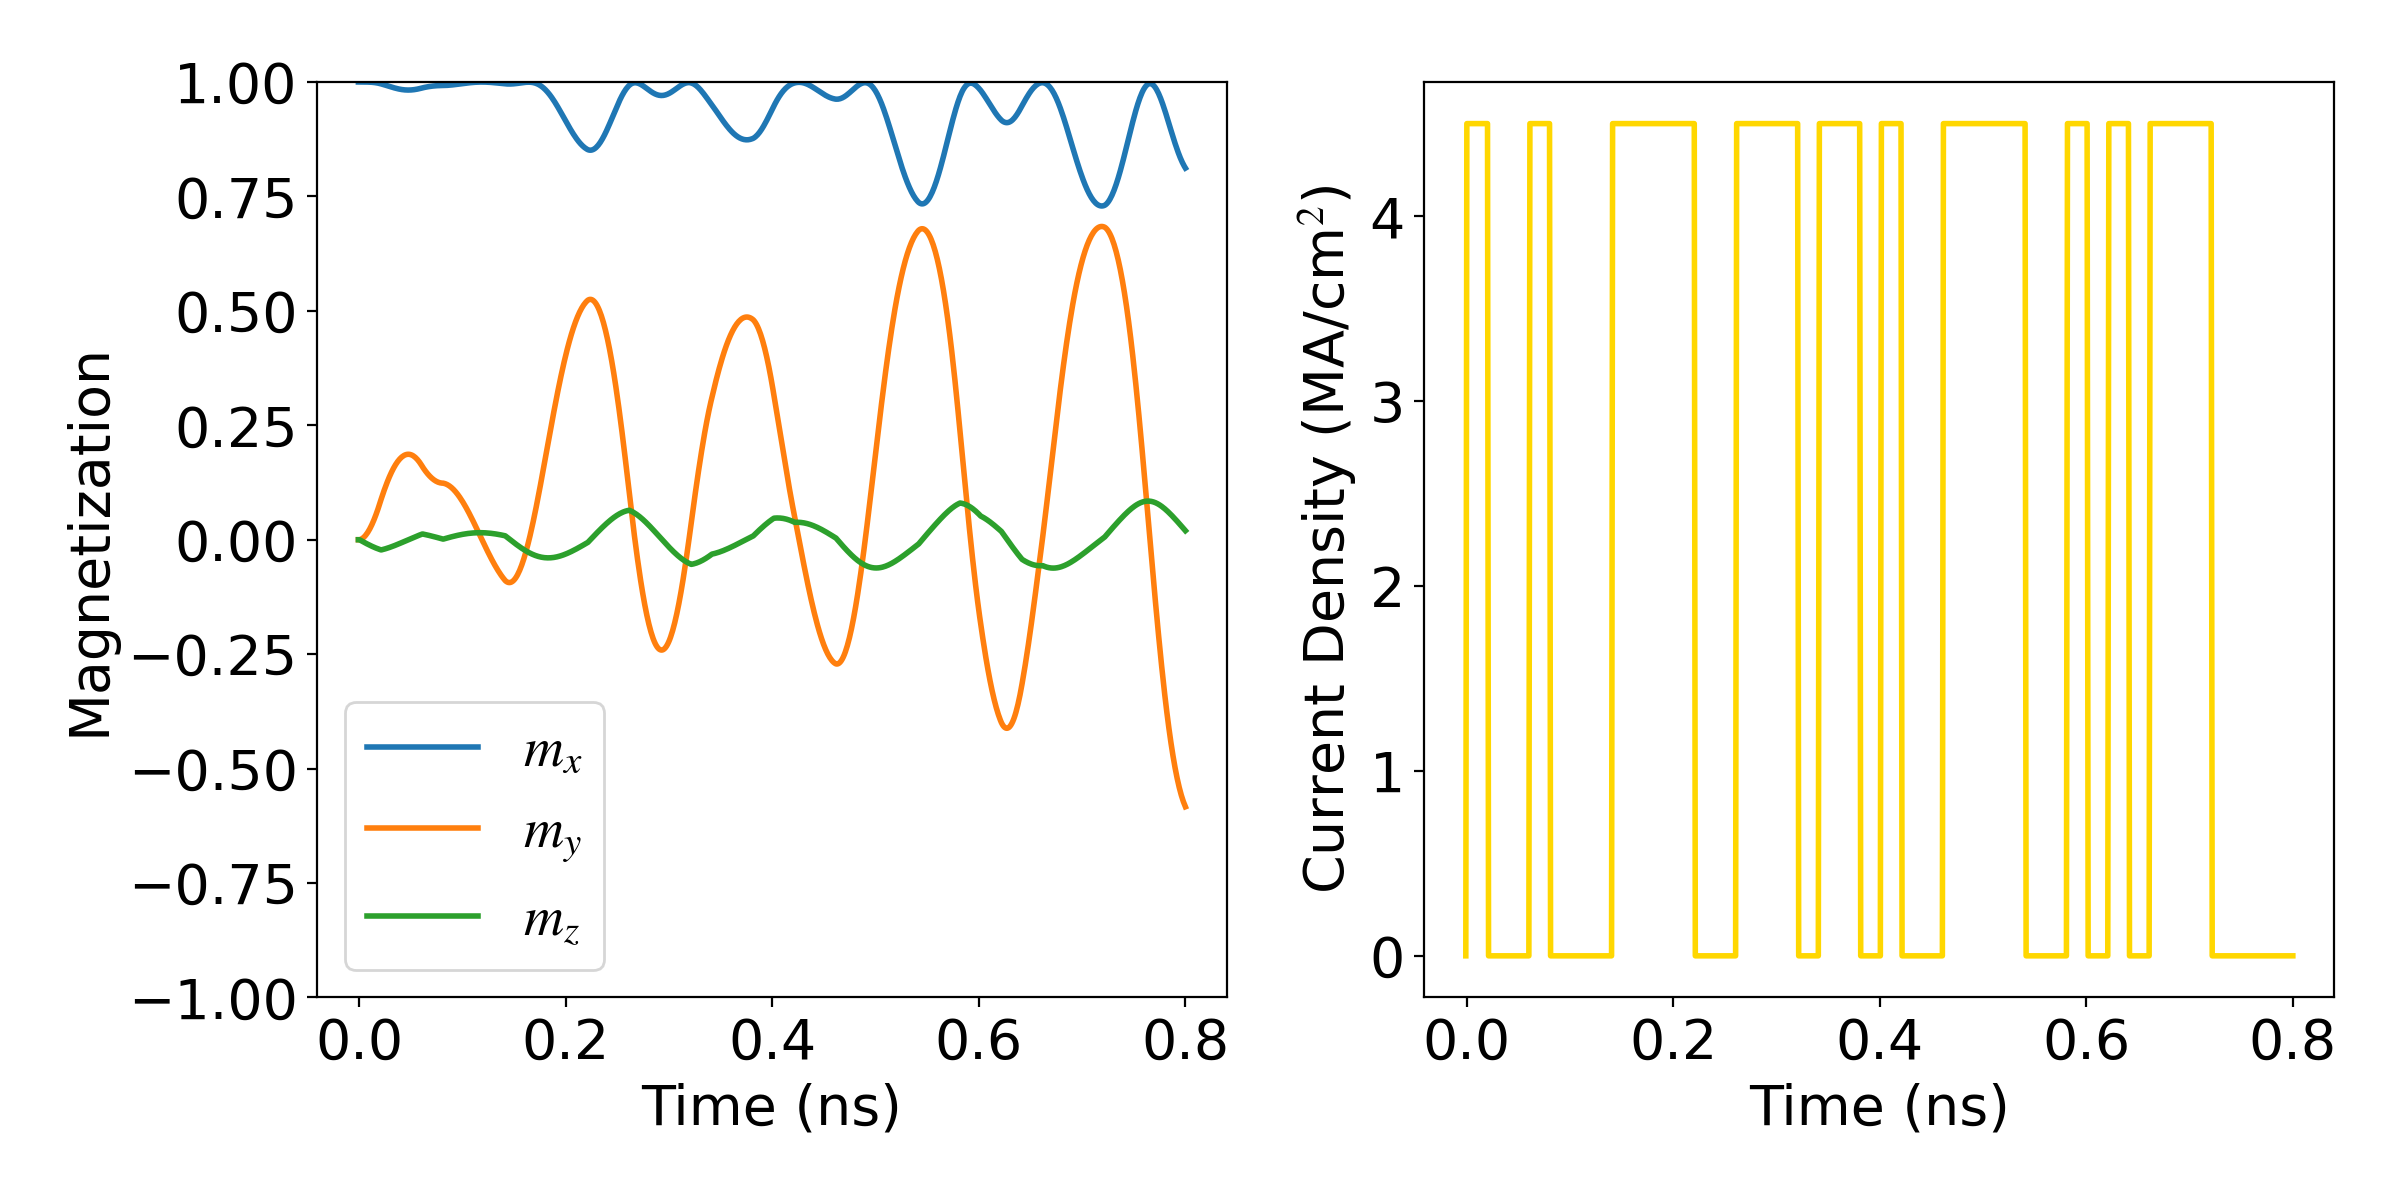 Magnetization
1.00
0.75
0.50
0.25
0.00
−0.25
−0.50
−0.75
−1.00
m_x
m_y
m_z
0.0 0.2 0.4 0.6 0.8
Time (ns)
Current Density (MA/cm²)
4
3
2
1
0
0.0 0.2 0.4 0.6 0.8
Time (ns)